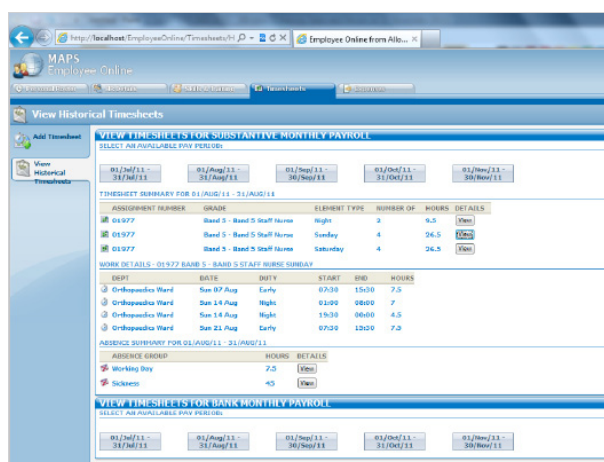 http://localhost/EmployeeOnline/Timesheets/H
Employee Online from Allo...
MAPS
Employee Online
Timesheets
View Historical Timesheets
Add Timesheet
View
Historical
Timesheets
VIEW TIMESHEETS FOR SUBSTANTIVE MONTHLY PAYROLL
SELECT AN AVAILABLE PAY PERIOD:
01/Jul/11 - 31/Jul/11 01/Aug/11 - 31/Aug/11 01/Sep/11 - 30/Sep/11 01/Oct/11 - 31/Oct/11 01/Nov/11 - 30/Nov/11
TIMESHEET SUMMARY FOR 01/AUG/11 - 31/AUG/11
ASSIGNMENT NUMBER GRADE ELEMENT TYPE NUMBER OF HOURS DETAILS
01977 Band 5 - Band 5 Staff Nurse Night 9.5 View
01977 Band 5 - Band 5 Staff Nurse Sunday 4 26.5 View
01977 Band 5 - Band 5 Staff Nurse Saturday 4 26.5 View
WORK DETAILS - 01977 BAND 5 - BAND 5 STAFF NURSE SUNDAY
DEPT DATE DUTY START END HOURS
Orthopaedics Ward Sun 07 Aug Early 07:30 15:30 7.5
Orthopaedics Ward Sun 14 Aug Night 01:00 08:00 7
Orthopaedics Ward Sun 14 Aug Night 19:30 00:00 4.5
Orthopaedics Ward Sun 21 Aug Early 07:30 15:30 7.5
ABSENCE SUMMARY FOR 01/AUG/11 - 31/AUG/11
ABSENCE GROUP HOURS DETAILS
Working Day 7.5 View
Sickness 45 View
VIEW TIMESHEETS FOR BANK MONTHLY PAYROLL
SELECT AN AVAILABLE PAY PERIOD:
01/Jul/11 - 31/Jul/11 01/Aug/11 - 31/Aug/11 01/Sep/11 - 30/Sep/11 01/Oct/11 - 31/Oct/11 01/Nov/11 - 30/Nov/11